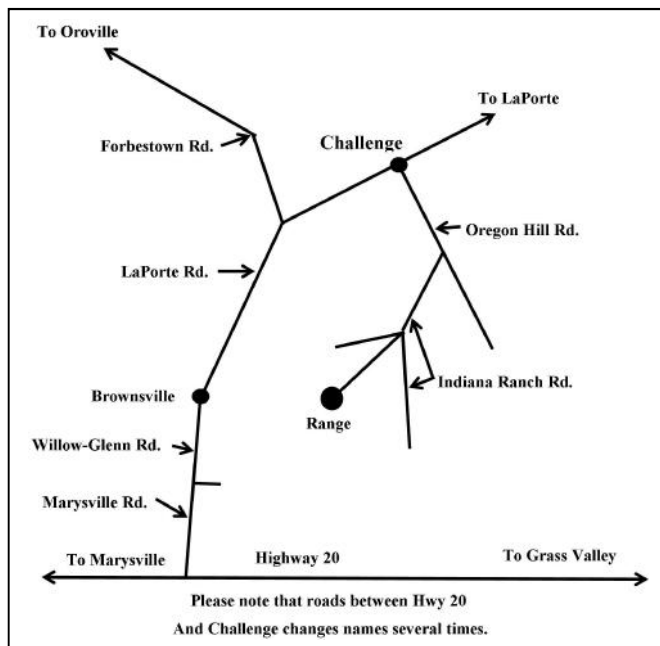 To Oroville
To LaPorte
Challenge
Forbestown Rd.
Oregon Hill Rd.
LaPorte Rd.
Indiana Ranch Rd.
Brownsville
Range
Willow-Glenn Rd.
Marysville Rd.
To Marysville
Highway 20
To Grass Valley
Please note that roads between Hwy 20
And Challenge changes names several times.